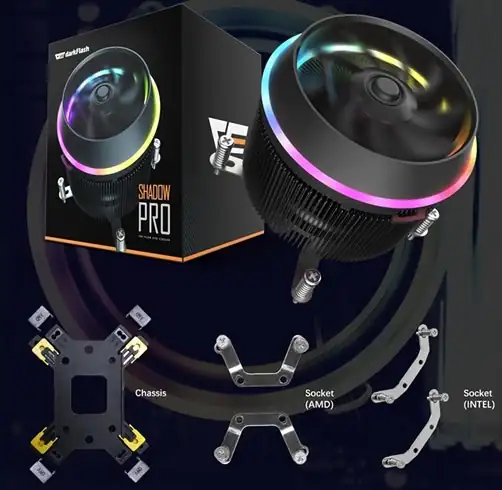 darkFlash
SHADOW
PRO
Chassis
Socket
(AMD)
Socket
(INTEL)